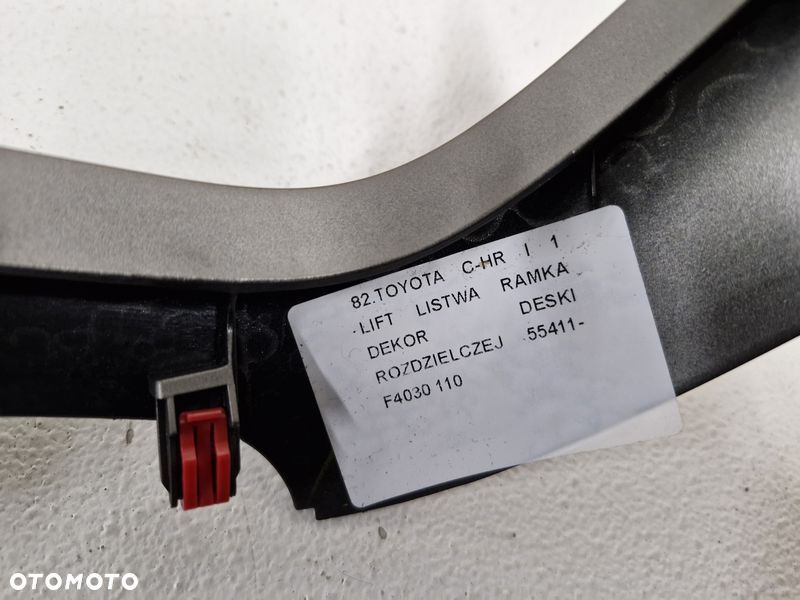 82.TOYOTA C-HR I 1
LIFT LISTWA RAMKA
DEKOR DESKI
ROZDZIELCZEJ 55411-
F4030 110
OTOMOTO